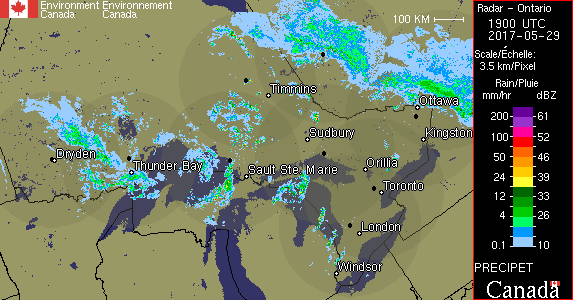 Environment Environnement
Canada Canada
100 KM
Timmins
Ottawa
Sudbury
Kingston
Dryden
Thunder Bay
Sault Ste. Marie
Orillia
Toronto
London
Windsor
Radar - Ontario
1900 UTC
2017-05-29
Scale/Échelle:
3.5 km/Pixel
Rain/Pluie
mm/hr dBZ
200 61
100 52
50 46
24 39
12 33
4 26
0.1 10
PRECIPET
Canada